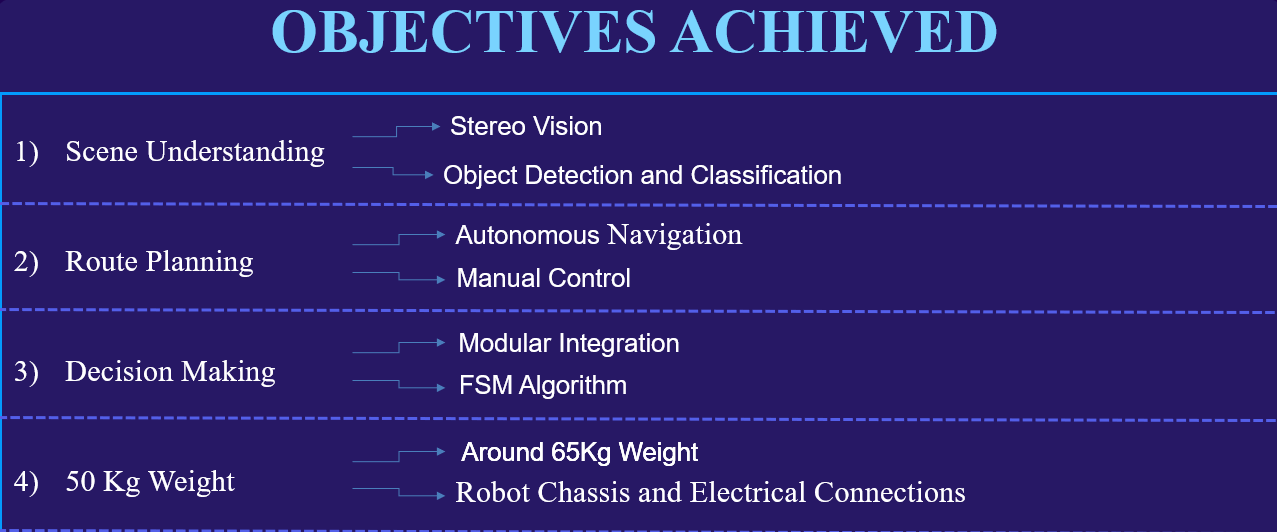 OBJECTIVES ACHIEVED
1) Scene Understanding
Stereo Vision
Object Detection and Classification
2) Route Planning
Autonomous Navigation
Manual Control
3) Decision Making
Modular Integration
FSM Algorithm
4) 50 Kg Weight
Around 65Kg Weight
Robot Chassis and Electrical Connections